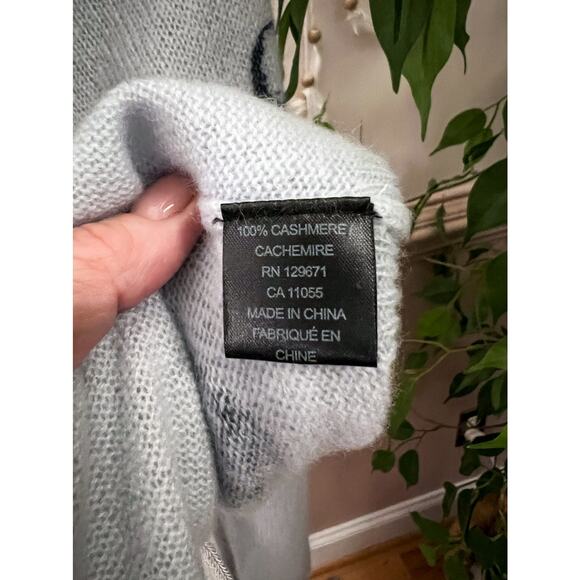 100% CASHMERE /
CACHEMIRE
RN 129671
CA 11055
MADE IN CHINA
FABRIQUÉ EN
CHINE